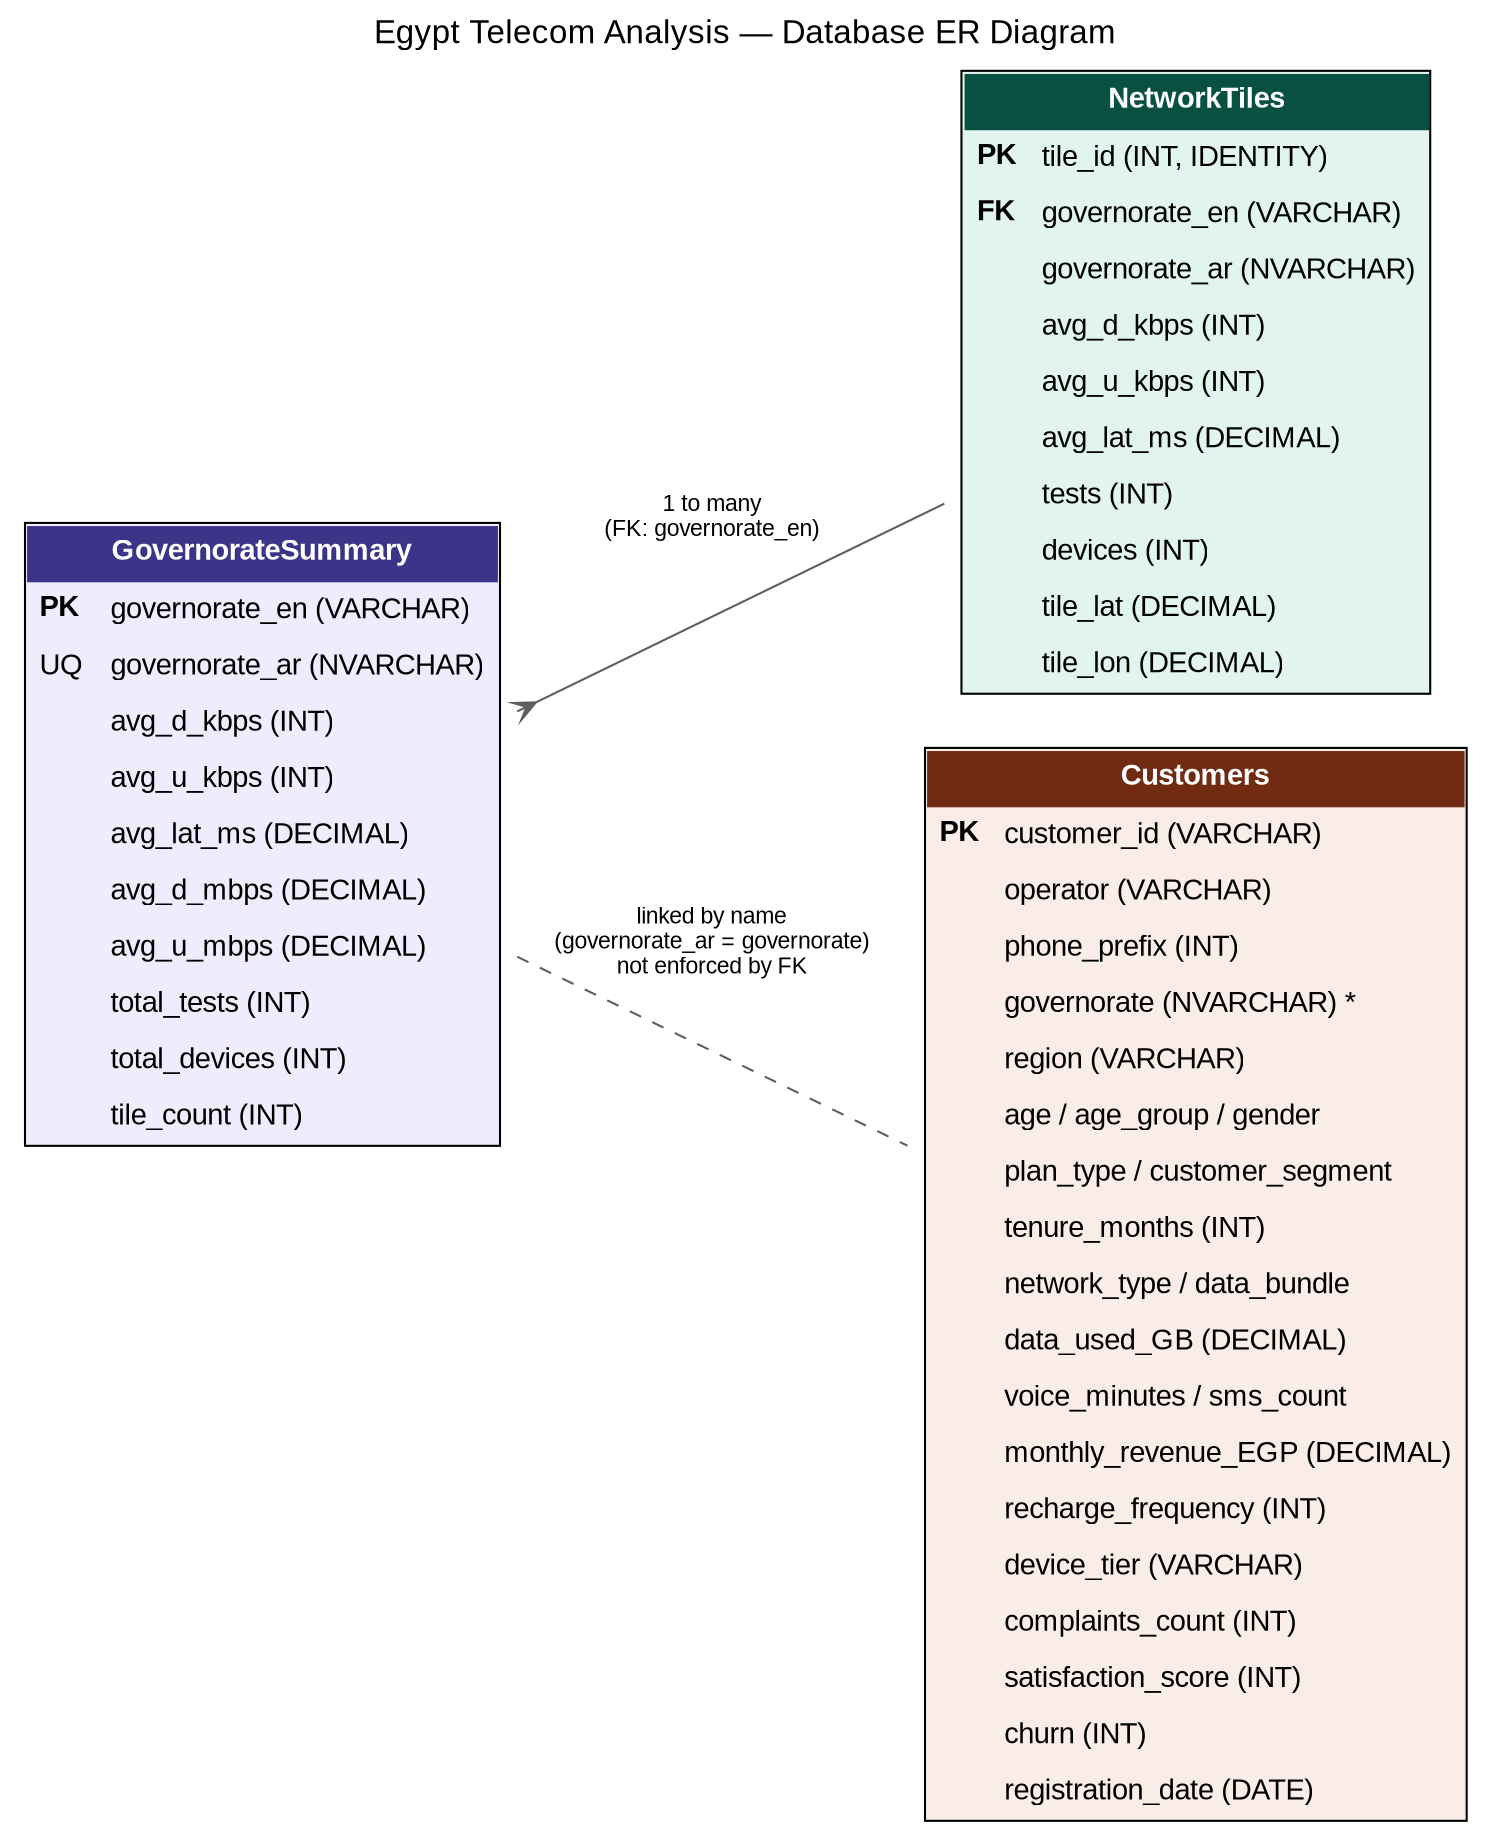 Egypt Telecom Analysis — Database ER Diagram
NetworkTiles
PK tile_id (INT, IDENTITY)
FK governorate_en (VARCHAR)
governorate_ar (NVARCHAR)
avg_d_kbps (INT)
avg_u_kbps (INT)
avg_lat_ms (DECIMAL)
tests (INT)
devices (INT)
tile_lat (DECIMAL)
tile_lon (DECIMAL)
1 to many
(FK: governorate_en)
GovernorateSummary
PK governorate_en (VARCHAR)
UQ governorate_ar (NVARCHAR)
avg_d_kbps (INT)
avg_u_kbps (INT)
avg_lat_ms (DECIMAL)
avg_d_mbps (DECIMAL)
avg_u_mbps (DECIMAL)
total_tests (INT)
total_devices (INT)
tile_count (INT)
linked by name
(governorate_ar = governorate)
not enforced by FK
Customers
PK customer_id (VARCHAR)
operator (VARCHAR)
phone_prefix (INT)
governorate (NVARCHAR) *
region (VARCHAR)
age / age_group / gender
plan_type / customer_segment
tenure_months (INT)
network_type / data_bundle
data_used_GB (DECIMAL)
voice_minutes / sms_count
monthly_revenue_EGP (DECIMAL)
recharge_frequency (INT)
device_tier (VARCHAR)
complaints_count (INT)
satisfaction_score (INT)
churn (INT)
registration_date (DATE)